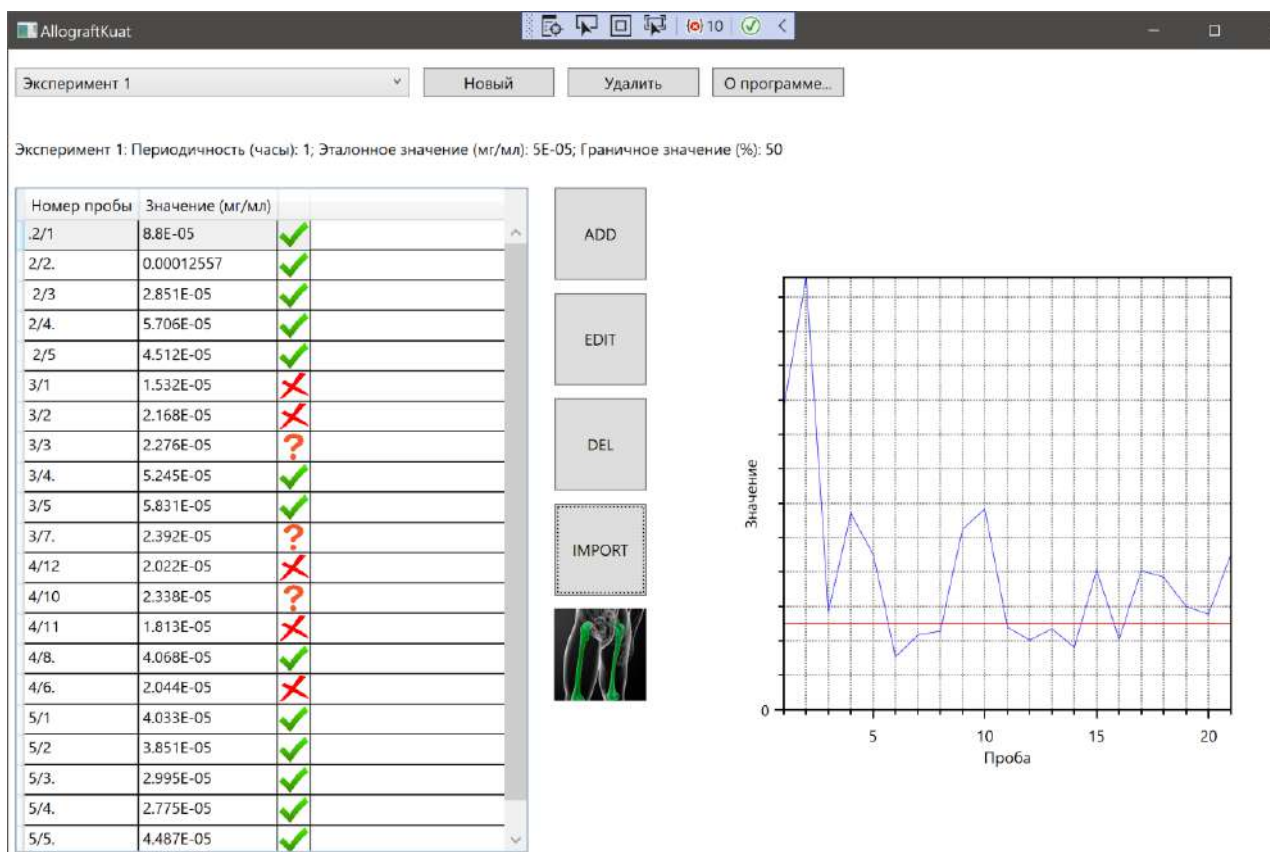 AllograftKuat
10
Эксперимент 1
Новый
Удалить
О программе...
Эксперимент 1: Периодичность (часы): 1; Эталонное значение (мг/мл): 5E-05; Граничное значение (%): 50
Номер пробы Значение (мг/мл)
.2/1 8.8E-05
2/2. 0.00012557
2/3 2.851E-05
2/4. 5.706E-05
2/5 4.512E-05
3/1 1.532E-05
3/2 2.168E-05
3/3 2.276E-05
3/4. 5.245E-05
3/5 5.831E-05
3/7. 2.392E-05
4/12 2.022E-05
4/10 2.338E-05
4/11 1.813E-05
4/8. 4.068E-05
4/6. 2.044E-05
5/1 4.033E-05
5/2 3.851E-05
5/3. 2.995E-05
5/4. 2.775E-05
5/5. 4.487E-05
ADD
EDIT
DEL
IMPORT
Значение
0
5 10 15 20
Проба